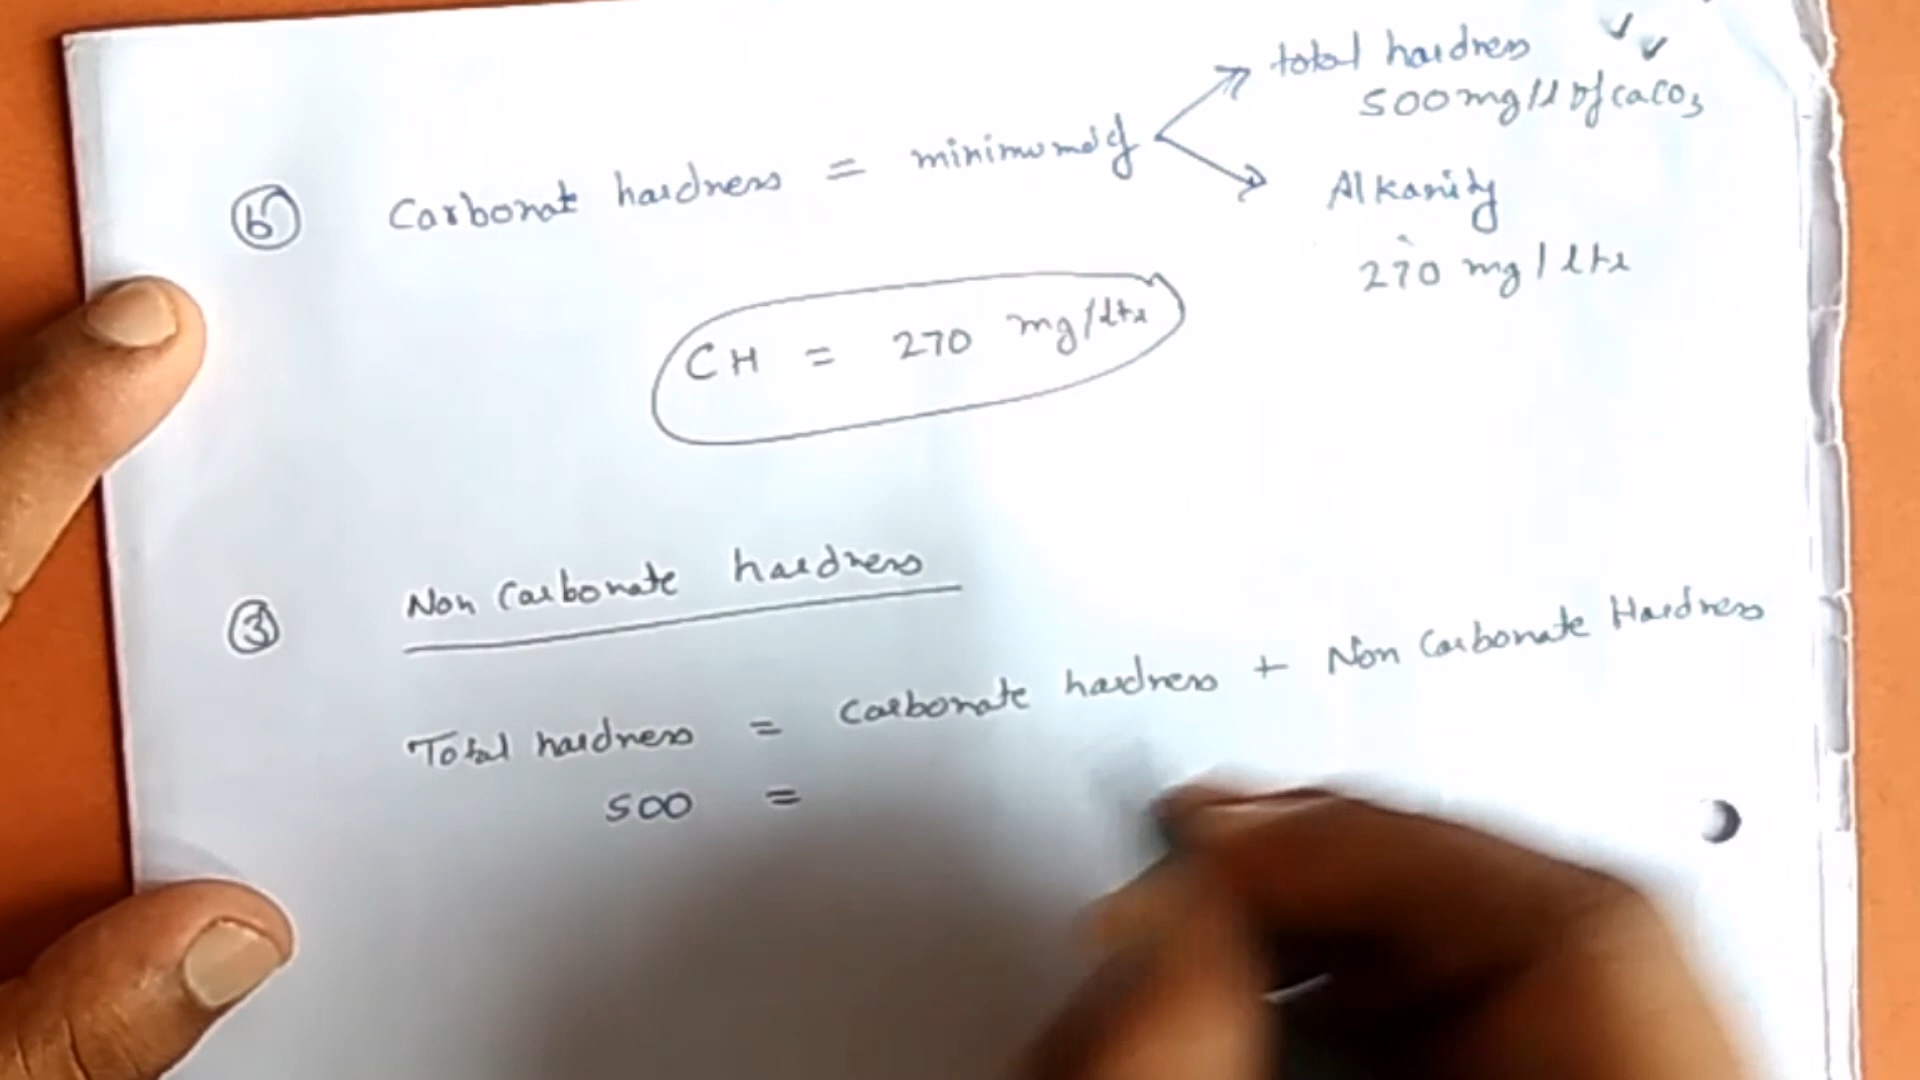 total hardness
500 mg/l of CaCO3
(b) Carbonate hardness = minimum of
Alkanity
270 mg/ltr
CH = 270 mg/ltr
(3) Non Carbonate hardness
Total hardness = Carbonate hardness + Non Carbonate Hardness
500 =